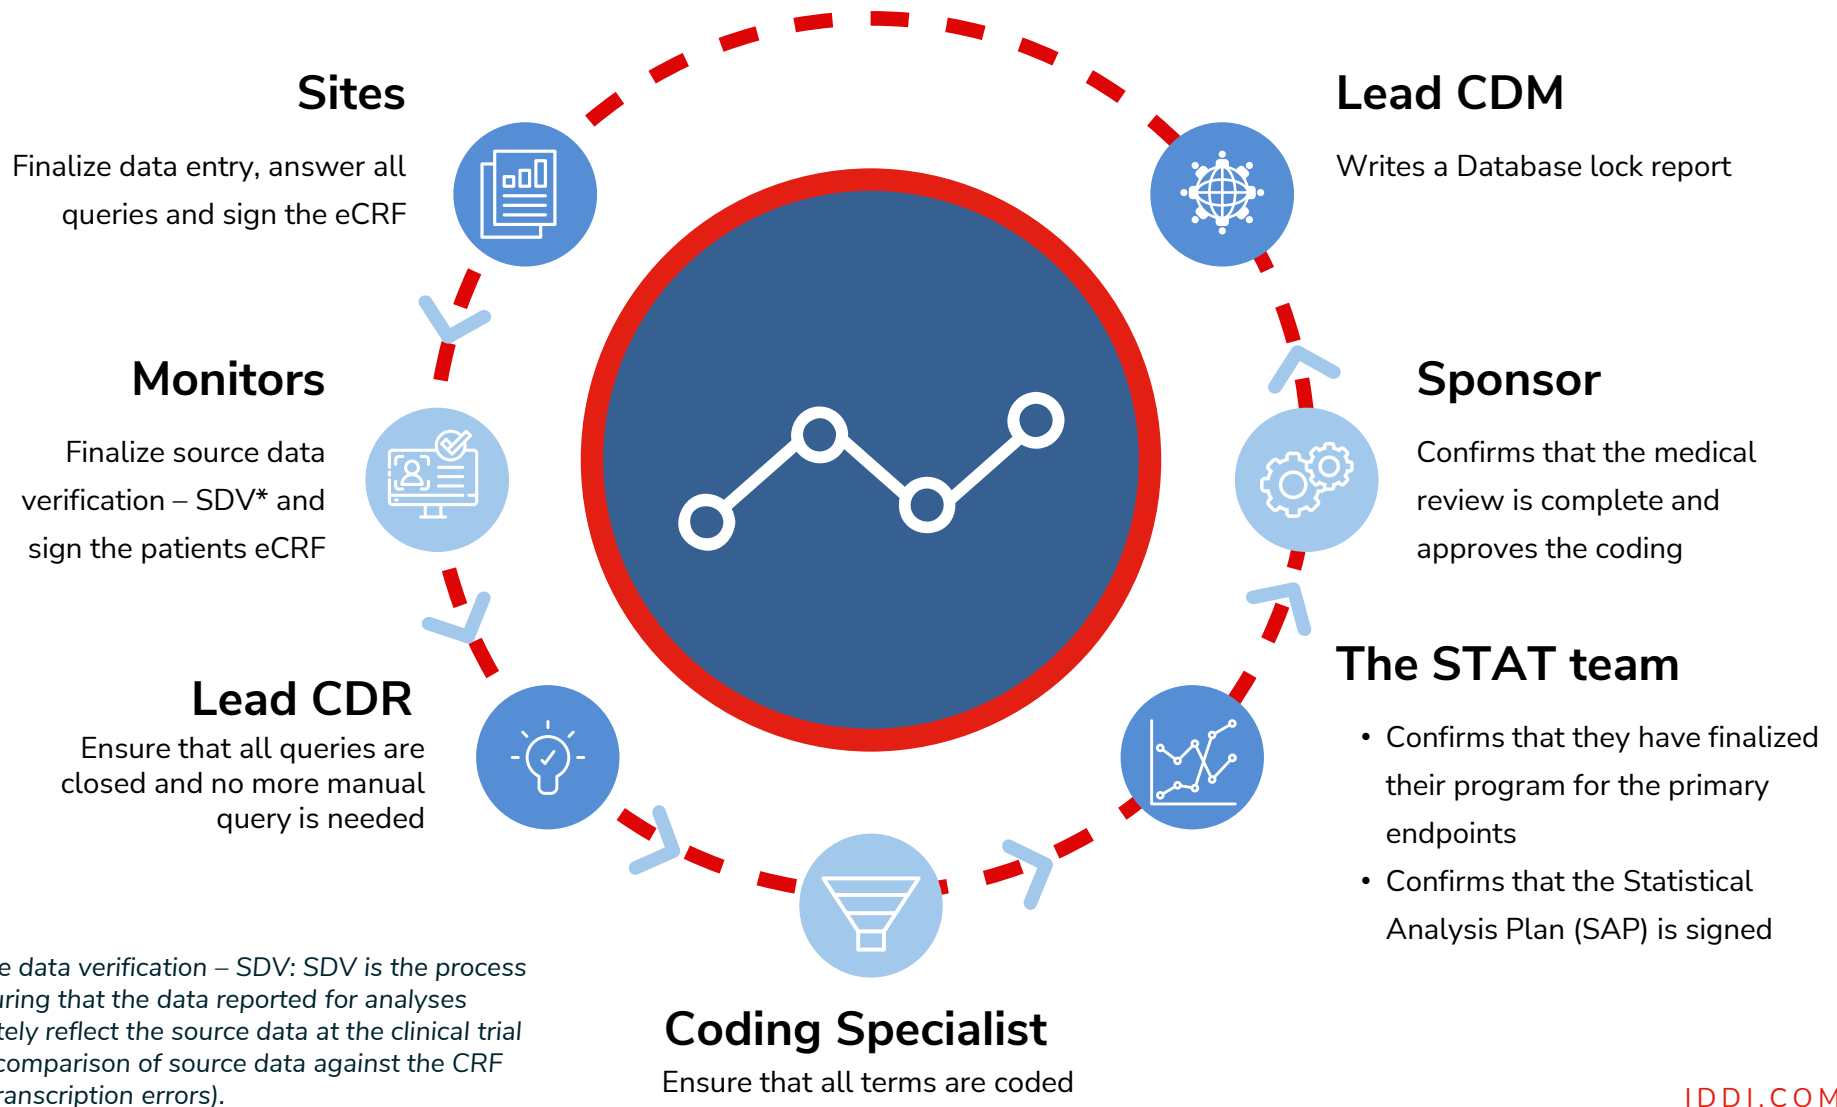 Sites
Finalize data entry, answer all
queries and sign the eCRF
Monitors
Finalize source data
verification – SDV* and
sign the patients eCRF
Lead CDR
Ensure that all queries are
closed and no more manual
query is needed
Coding Specialist
Ensure that all terms are coded
The STAT team
• Confirms that they have finalized
their program for the primary
endpoints
• Confirms that the Statistical
Analysis Plan (SAP) is signed
Sponsor
Confirms that the medical
review is complete and
approves the coding
Lead CDM
Writes a Database lock report
data verification – SDV: SDV is the process
that the data reported for analyses
reflect the source data at the clinical trial
comparison of source data against the CRF
errors).
IDDI.COM